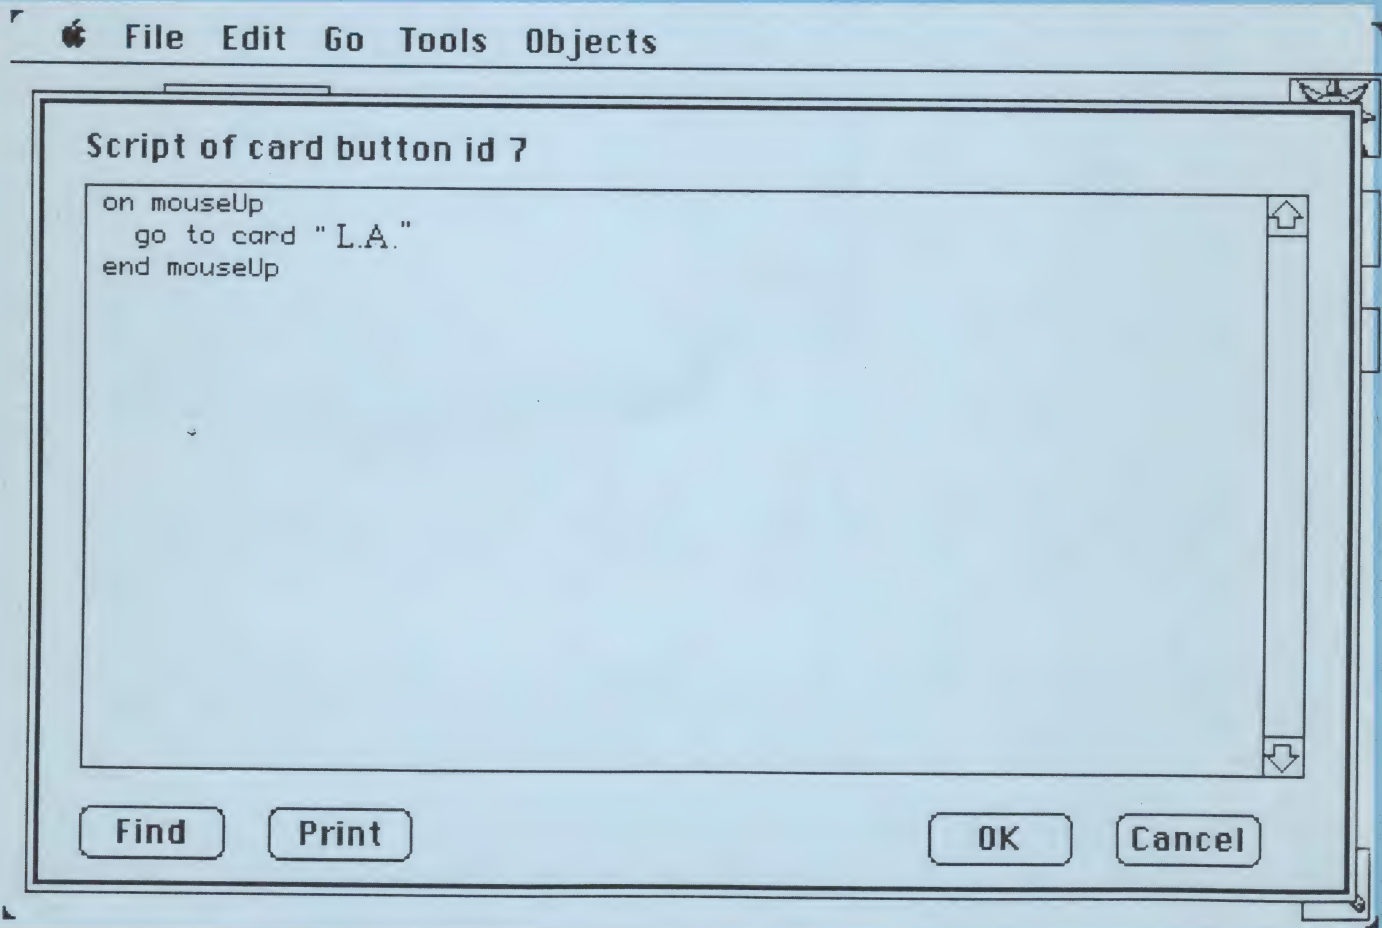 File Edit Go Tools Objects
Script of card button id 7
on mouseUp
go to card "L.A."
end mouseUp
Find Print OK Cancel